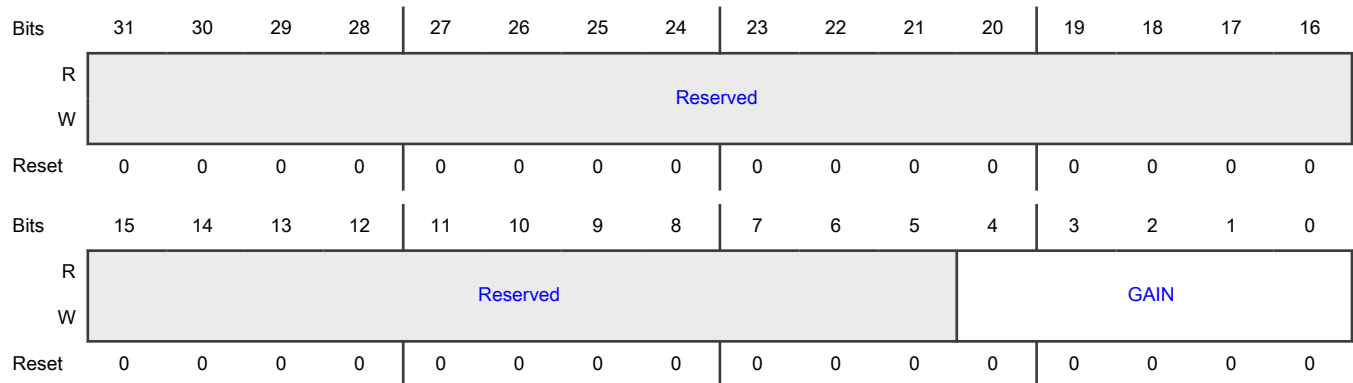 Bits 31 30 29 28 27 26 25 24 23 22 21 20 19 18 17 16
R
Reserved
W
Reset 0 0 0 0 0 0 0 0 0 0 0 0 0 0 0 0
Bits 15 14 13 12 11 10 9 8 7 6 5 4 3 2 1 0
R
Reserved GAIN
W
Reset 0 0 0 0 0 0 0 0 0 0 0 0 0 0 0 0